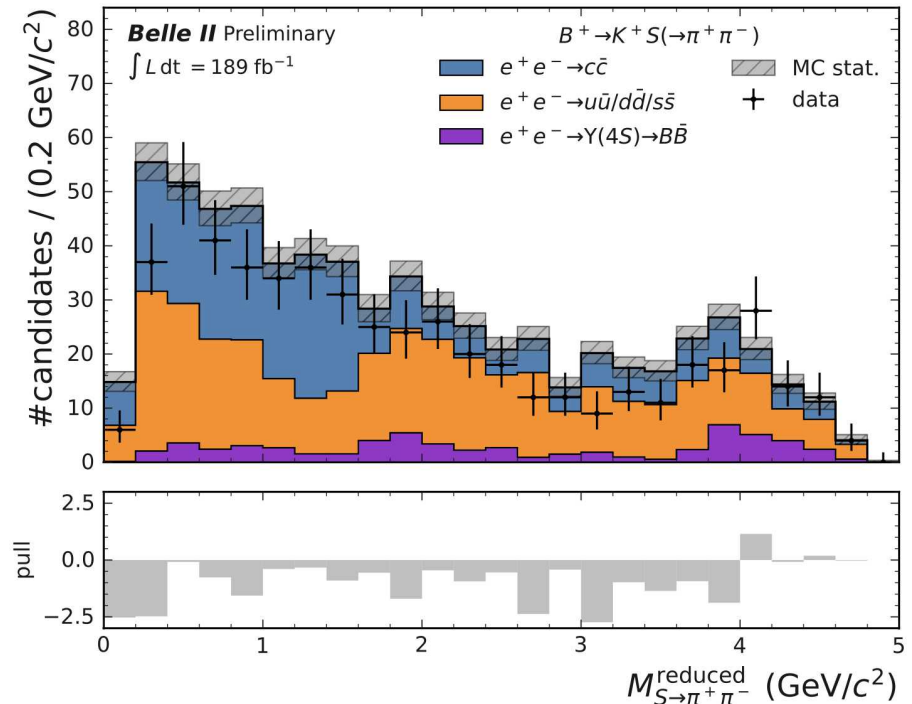 Belle II Preliminary
∫ L dt = 189 fb⁻¹
B⁺→K⁺S(→π⁺π⁻)
e⁺e⁻→cc̄
e⁺e⁻→uū/dd̄/ss̄
e⁺e⁻→Υ(4S)→BB̄
MC stat.
data
#candidates / (0.2 GeV/c²)
80
70
60
50
40
30
20
10
0
pull
2.5
0.0
−2.5
0 1 2 3 4 5
M^reduced_S→π⁺π⁻ (GeV/c²)